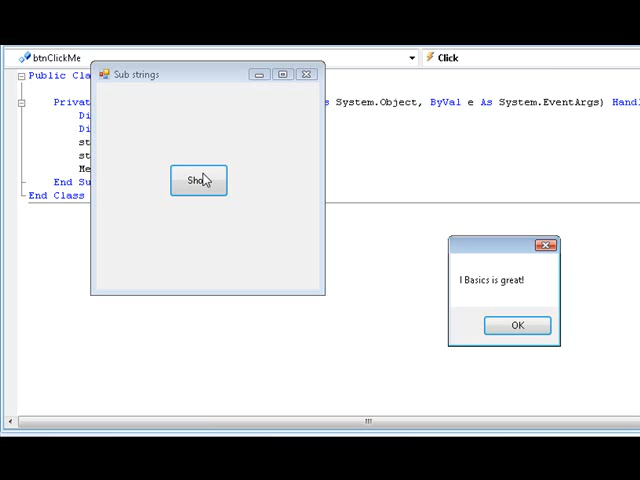 btnClickMe
Click
Sub strings
Public Cla
Private s System.Object, ByVal e As System.EventArgs) Handl
Di
Di
st
st
Me
End Su
End Class
Sho
l Basics is great!
OK